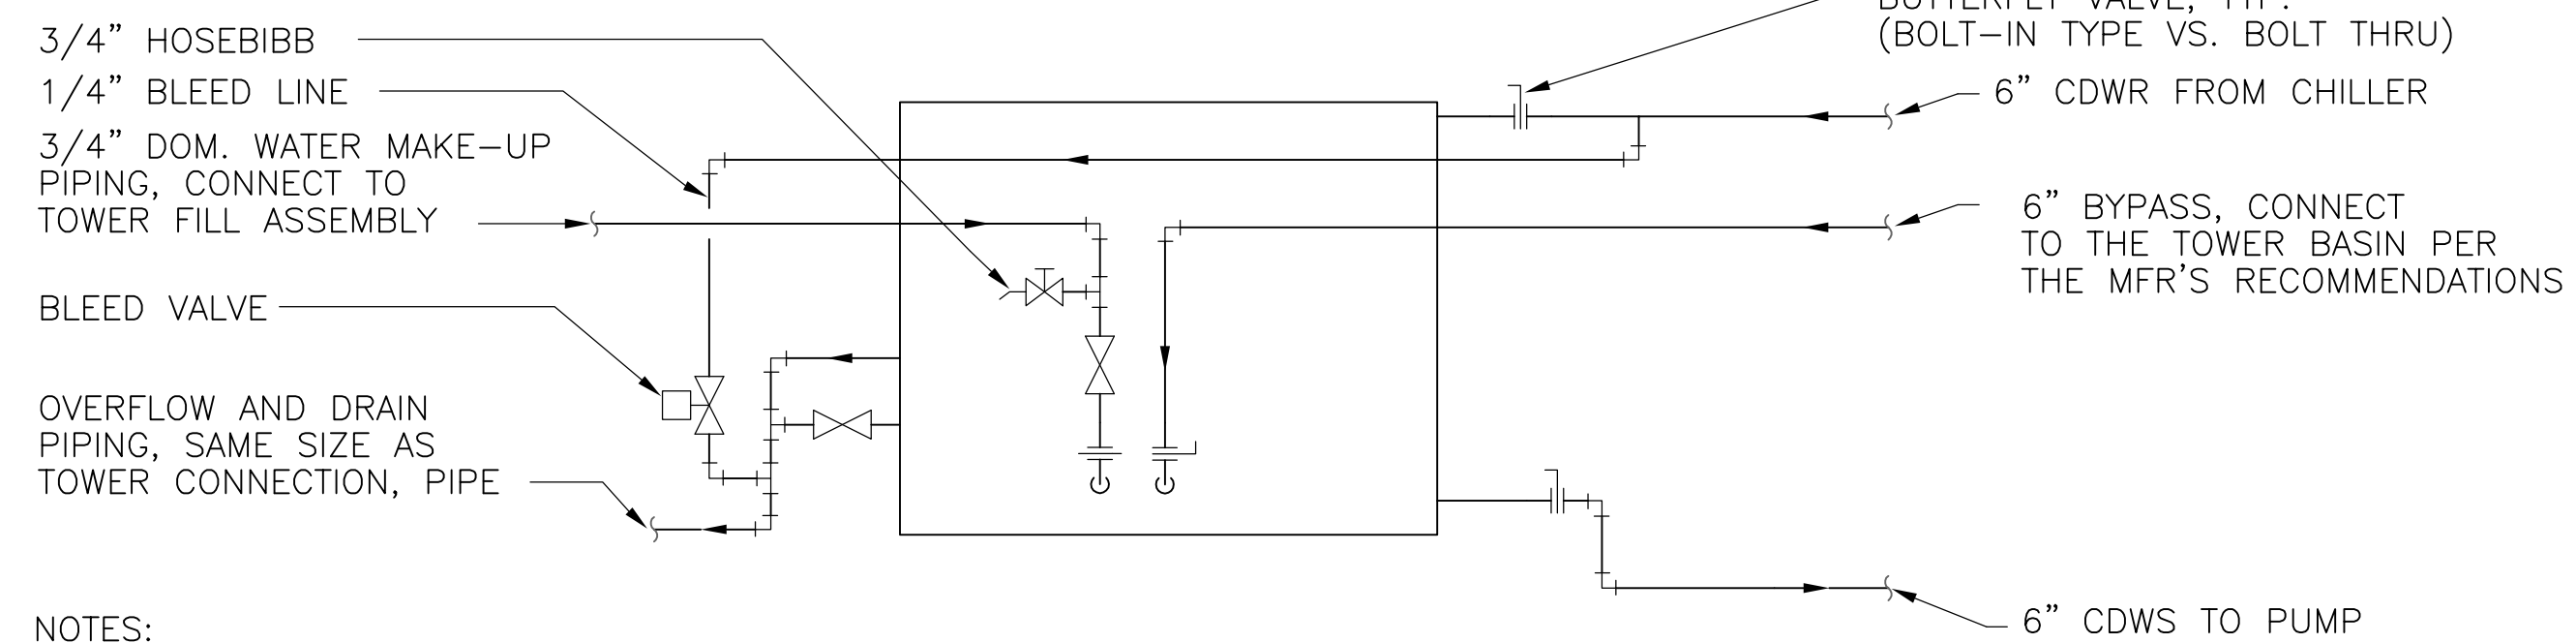 3/4" HOSEBIBB
1/4" BLEED LINE
3/4" DOM. WATER MAKE-UP
PIPING, CONNECT TO
TOWER FILL ASSEMBLY
BLEED VALVE
OVERFLOW AND DRAIN
PIPING, SAME SIZE AS
TOWER CONNECTION, PIPE
NOTES:
BUTTERFLY VALVE, TYP.
(BOLT-IN TYPE VS. BOLT THRU)
6" CDWR FROM CHILLER
6" BYPASS, CONNECT
TO THE TOWER BASIN PER
THE MFR'S RECOMMENDATIONS
6" CDWS TO PUMP